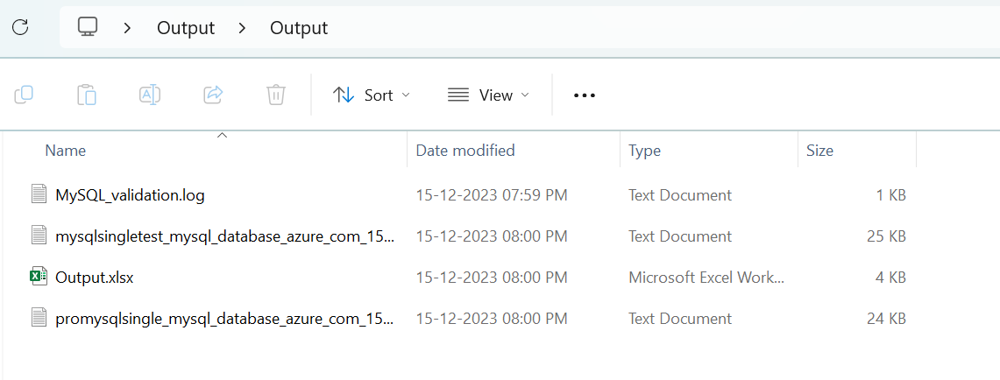 Output > Output
Sort View
Name Date modified Type Size
MySQL_validation.log 15-12-2023 07:59 PM Text Document 1 KB
mysqlsingletest_mysql_database_azure_com_15... 15-12-2023 08:00 PM Text Document 25 KB
Output.xlsx 15-12-2023 08:00 PM Microsoft Excel Work... 4 KB
promysqlsingle_mysql_database_azure_com_15... 15-12-2023 08:00 PM Text Document 24 KB